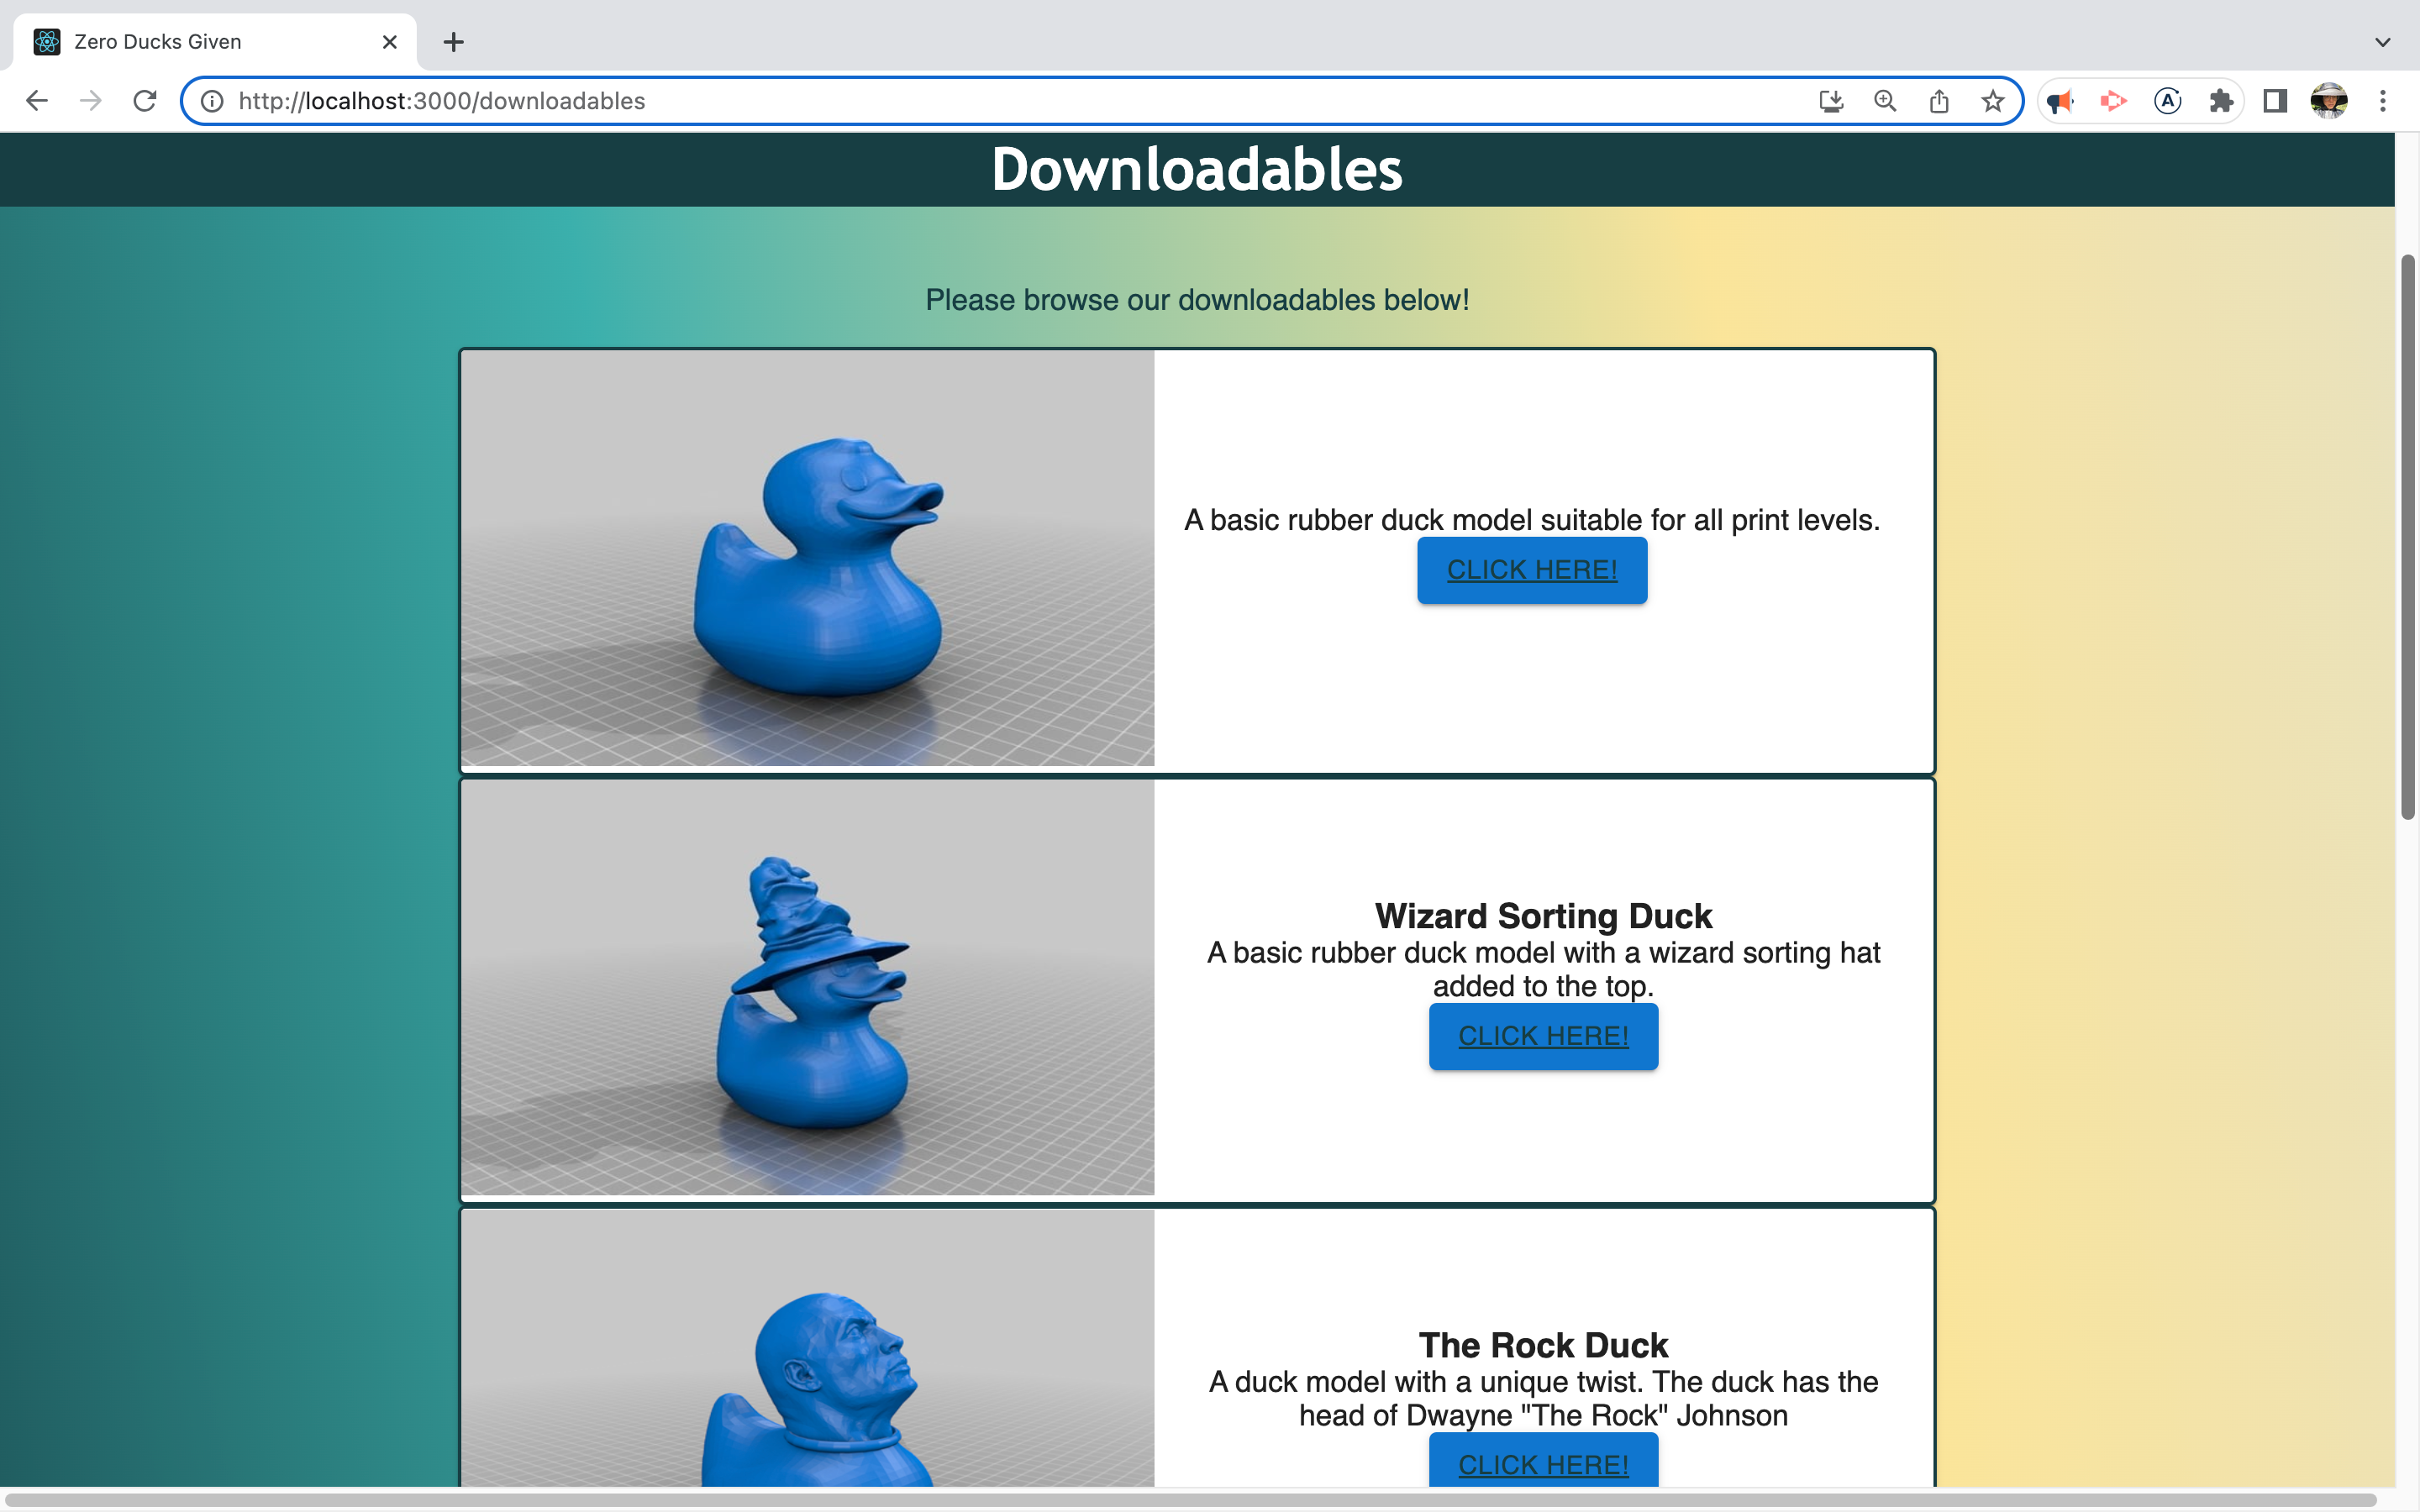 Zero Ducks Given
http://localhost:3000/downloadables
A
Downloadables
Please browse our downloadables below!
A basic rubber duck model suitable for all print levels.
CLICK HERE!
Wizard Sorting Duck
A basic rubber duck model with a wizard sorting hat
added to the top.
CLICK HERE!
The Rock Duck
A duck model with a unique twist. The duck has the
head of Dwayne "The Rock" Johnson
CLICK HERE!